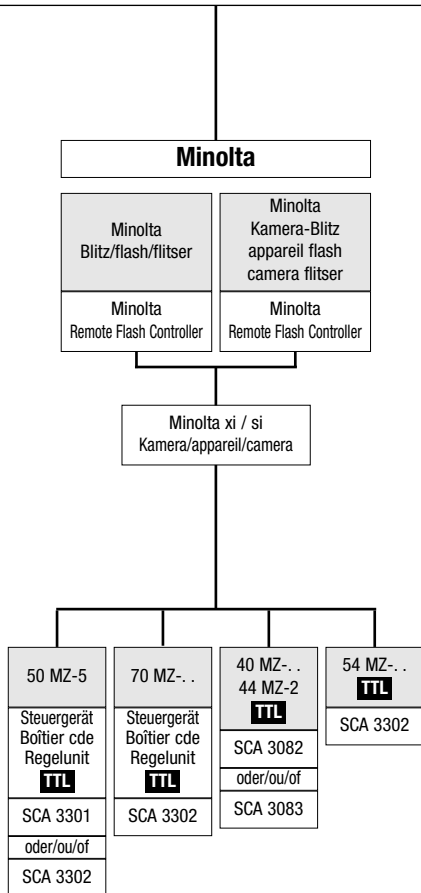 Minolta
Minolta
Blitz/flash/flitser
Minolta
Remote Flash Controller
Minolta
Kamera-Blitz
appareil flash
camera flitser
Minolta
Remote Flash Controller
Minolta xi / si
Kamera/appareil/camera
50 MZ-5
Steuergerät
Boîtier cde
Regelunit
TTL
SCA 3301
oder/ou/of
SCA 3302
70 MZ-. .
Steuergerät
Boîtier cde
Regelunit
TTL
SCA 3302
40 MZ-. .
44 MZ-2
TTL
SCA 3082
oder/ou/of
SCA 3083
54 MZ-. .
TTL
SCA 3302